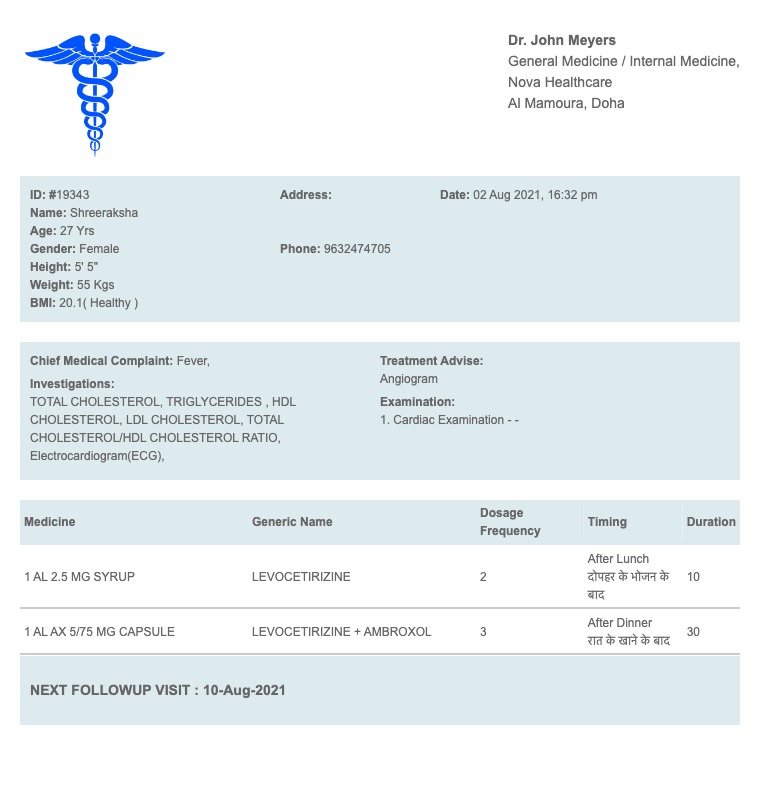 Dr. John Meyers
General Medicine / Internal Medicine,
Nova Healthcare
Al Mamoura, Doha
ID: #19343
Name: Shreeraksha
Age: 27 Yrs
Gender: Female
Height: 5' 5"
Weight: 55 Kgs
BMI: 20.1( Healthy )
Address:
Phone: 9632474705
Date: 02 Aug 2021, 16:32 pm
Chief Medical Complaint: Fever,
Investigations:
TOTAL CHOLESTEROL, TRIGLYCERIDES , HDL
CHOLESTEROL, LDL CHOLESTEROL, TOTAL
CHOLESTEROL/HDL CHOLESTEROL RATIO,
Electrocardiogram(ECG),
Treatment Advise:
Angiogram
Examination:
1. Cardiac Examination - -
Medicine Generic Name Dosage Frequency Timing Duration
1 AL 2.5 MG SYRUP LEVOCETIRIZINE 2 After Lunch 10
दोपहर के भोजन के
बाद
1 AL AX 5/75 MG CAPSULE LEVOCETIRIZINE + AMBROXOL 3 After Dinner 30
रात के खाने के बाद
NEXT FOLLOWUP VISIT : 10-Aug-2021